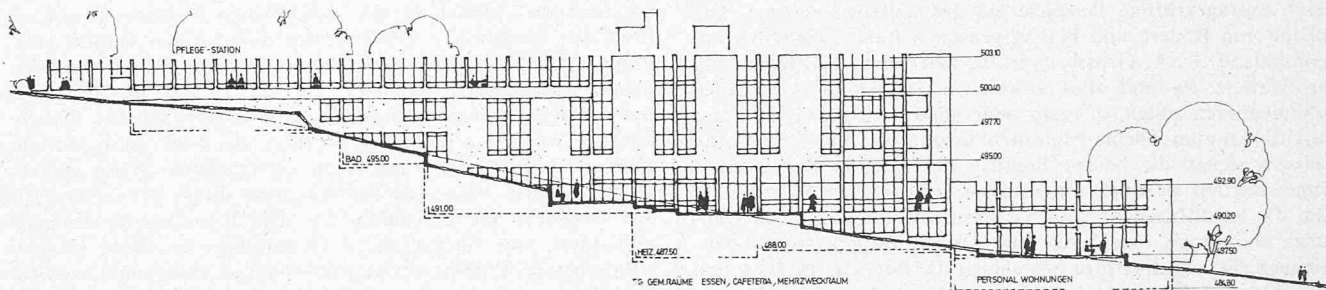 PFLEGE-STATION
503.10
500.40
497.70
495.00
BAD 495.00
492.90
491.00
490.20
HEIZ. 487.50
488.00
487.50
TG GEM.RÄUME ESSEN, CAFETERIA, MEHRZWECKRAUM
PERSONAL WOHNUNGEN
484.80